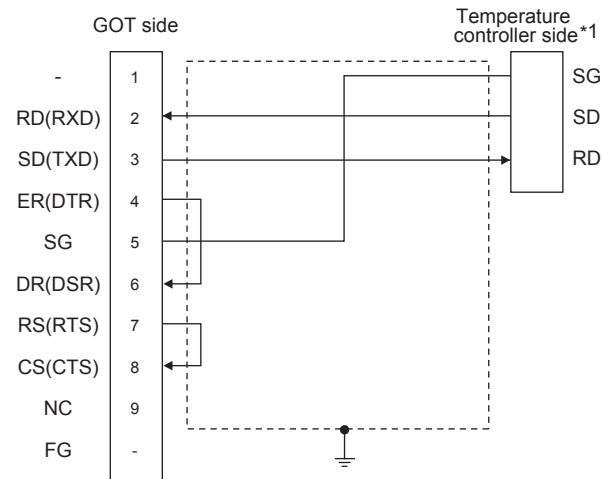 GOT side
Temperature
controller side*1
- 1 SG
RD(RXD) 2 SD
SD(TXD) 3 RD
ER(DTR) 4
SG 5
DR(DSR) 6
RS(RTS) 7
CS(CTS) 8
NC 9
FG -